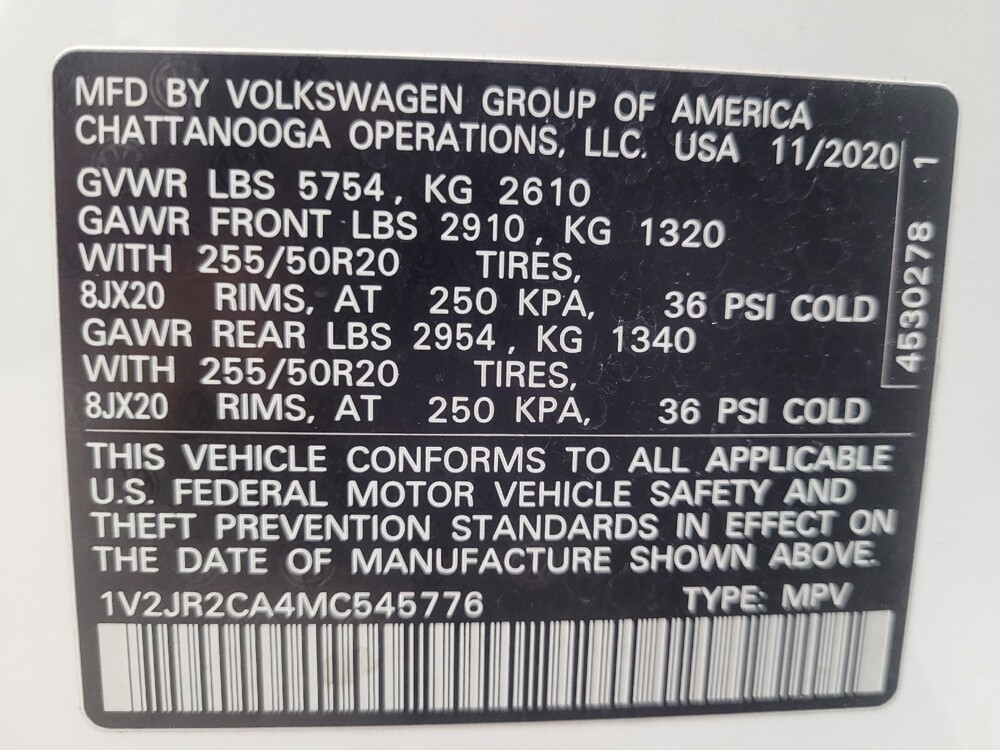 MFD BY VOLKSWAGEN GROUP OF AMERICA
CHATTANOOGA OPERATIONS, LLC. USA 11/2020
GVWR LBS 5754, KG 2610
GAWR FRONT LBS 2910, KG 1320
WITH 255/50R20 TIRES,
8JX20 RIMS, AT 250 KPA, 36 PSI COLD
GAWR REAR LBS 2954, KG 1340
WITH 255/50R20 TIRES,
8JX20 RIMS, AT 250 KPA, 36 PSI COLD
4530278 1
THIS VEHICLE CONFORMS TO ALL APPLICABLE
U.S. FEDERAL MOTOR VEHICLE SAFETY AND
THEFT PREVENTION STANDARDS IN EFFECT ON
THE DATE OF MANUFACTURE SHOWN ABOVE.
1V2JR2CA4MC545776 TYPE: MPV